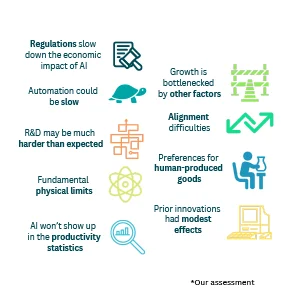 Regulations slow
down the economic
impact of AI
Automation could
be slow
R&D may be much
harder than expected
Fundamental
physical limits
AI won't show up
in the productivity
statistics
Growth is
bottlenecked
by other factors
Alignment
difficulties
Preferences for
human-produced
goods
Prior innovations
had modest
effects
*Our assessment